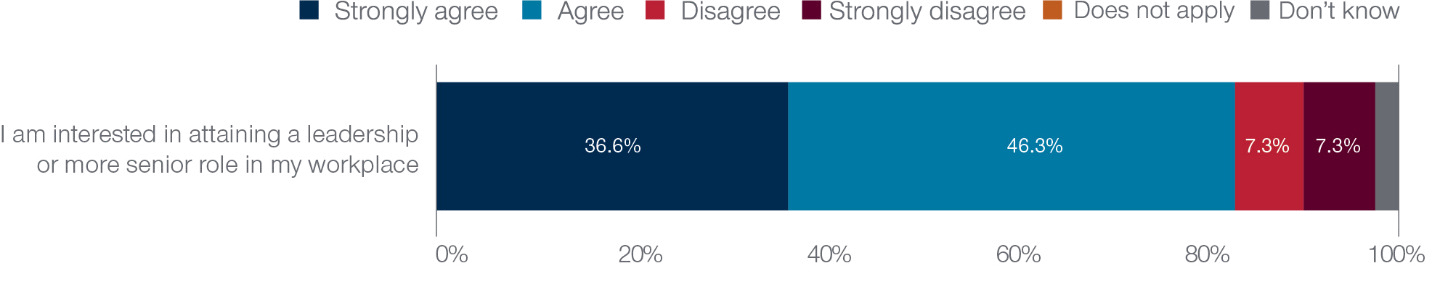 Strongly agree Agree Disagree Strongly disagree Does not apply Don’t know
I am interested in attaining a leadership
or more senior role in my workplace
36.6% 46.3% 7.3% 7.3%
0% 20% 40% 60% 80% 100%